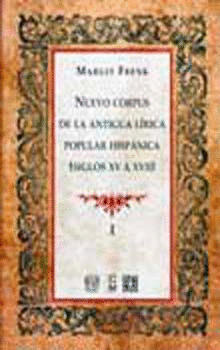 MARGIT FRENK
NUEVO CORPUS
DE LA ANTIGUA LÍRICA
POPULAR HISPÁNICA
(SIGLOS XV A XVII)
I